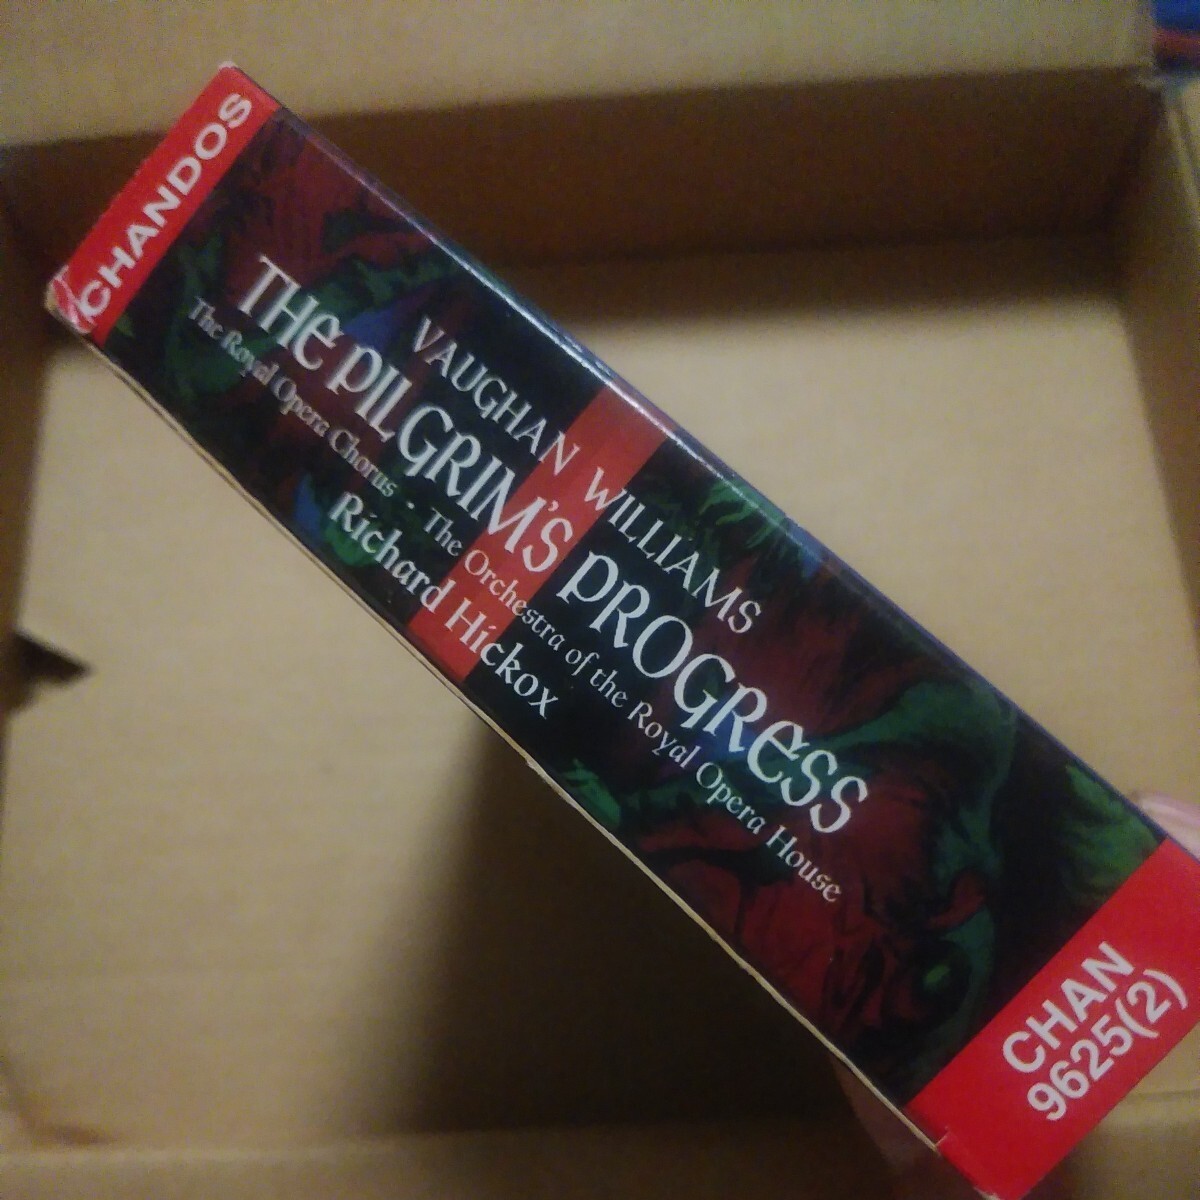 CHANDOS
VAUGHAN WILLIAMS
THE PILGRIM'S PROGRESS
The Royal Opera Chorus · The Orchestra of the Royal Opera House
Richard Hickox
CHAN
9625(2)